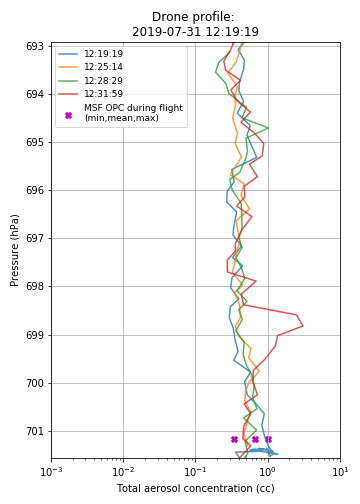 Drone profile:
2019-07-31 12:19:19
693
694
695
696
697
698
699
700
701
Pressure (hPa)
12:19:19
12:25:14
12:28:29
12:31:59
MSF OPC during flight
(min,mean,max)
10⁻³ 10⁻² 10⁻¹ 10⁰ 10¹
Total aerosol concentration (cc)